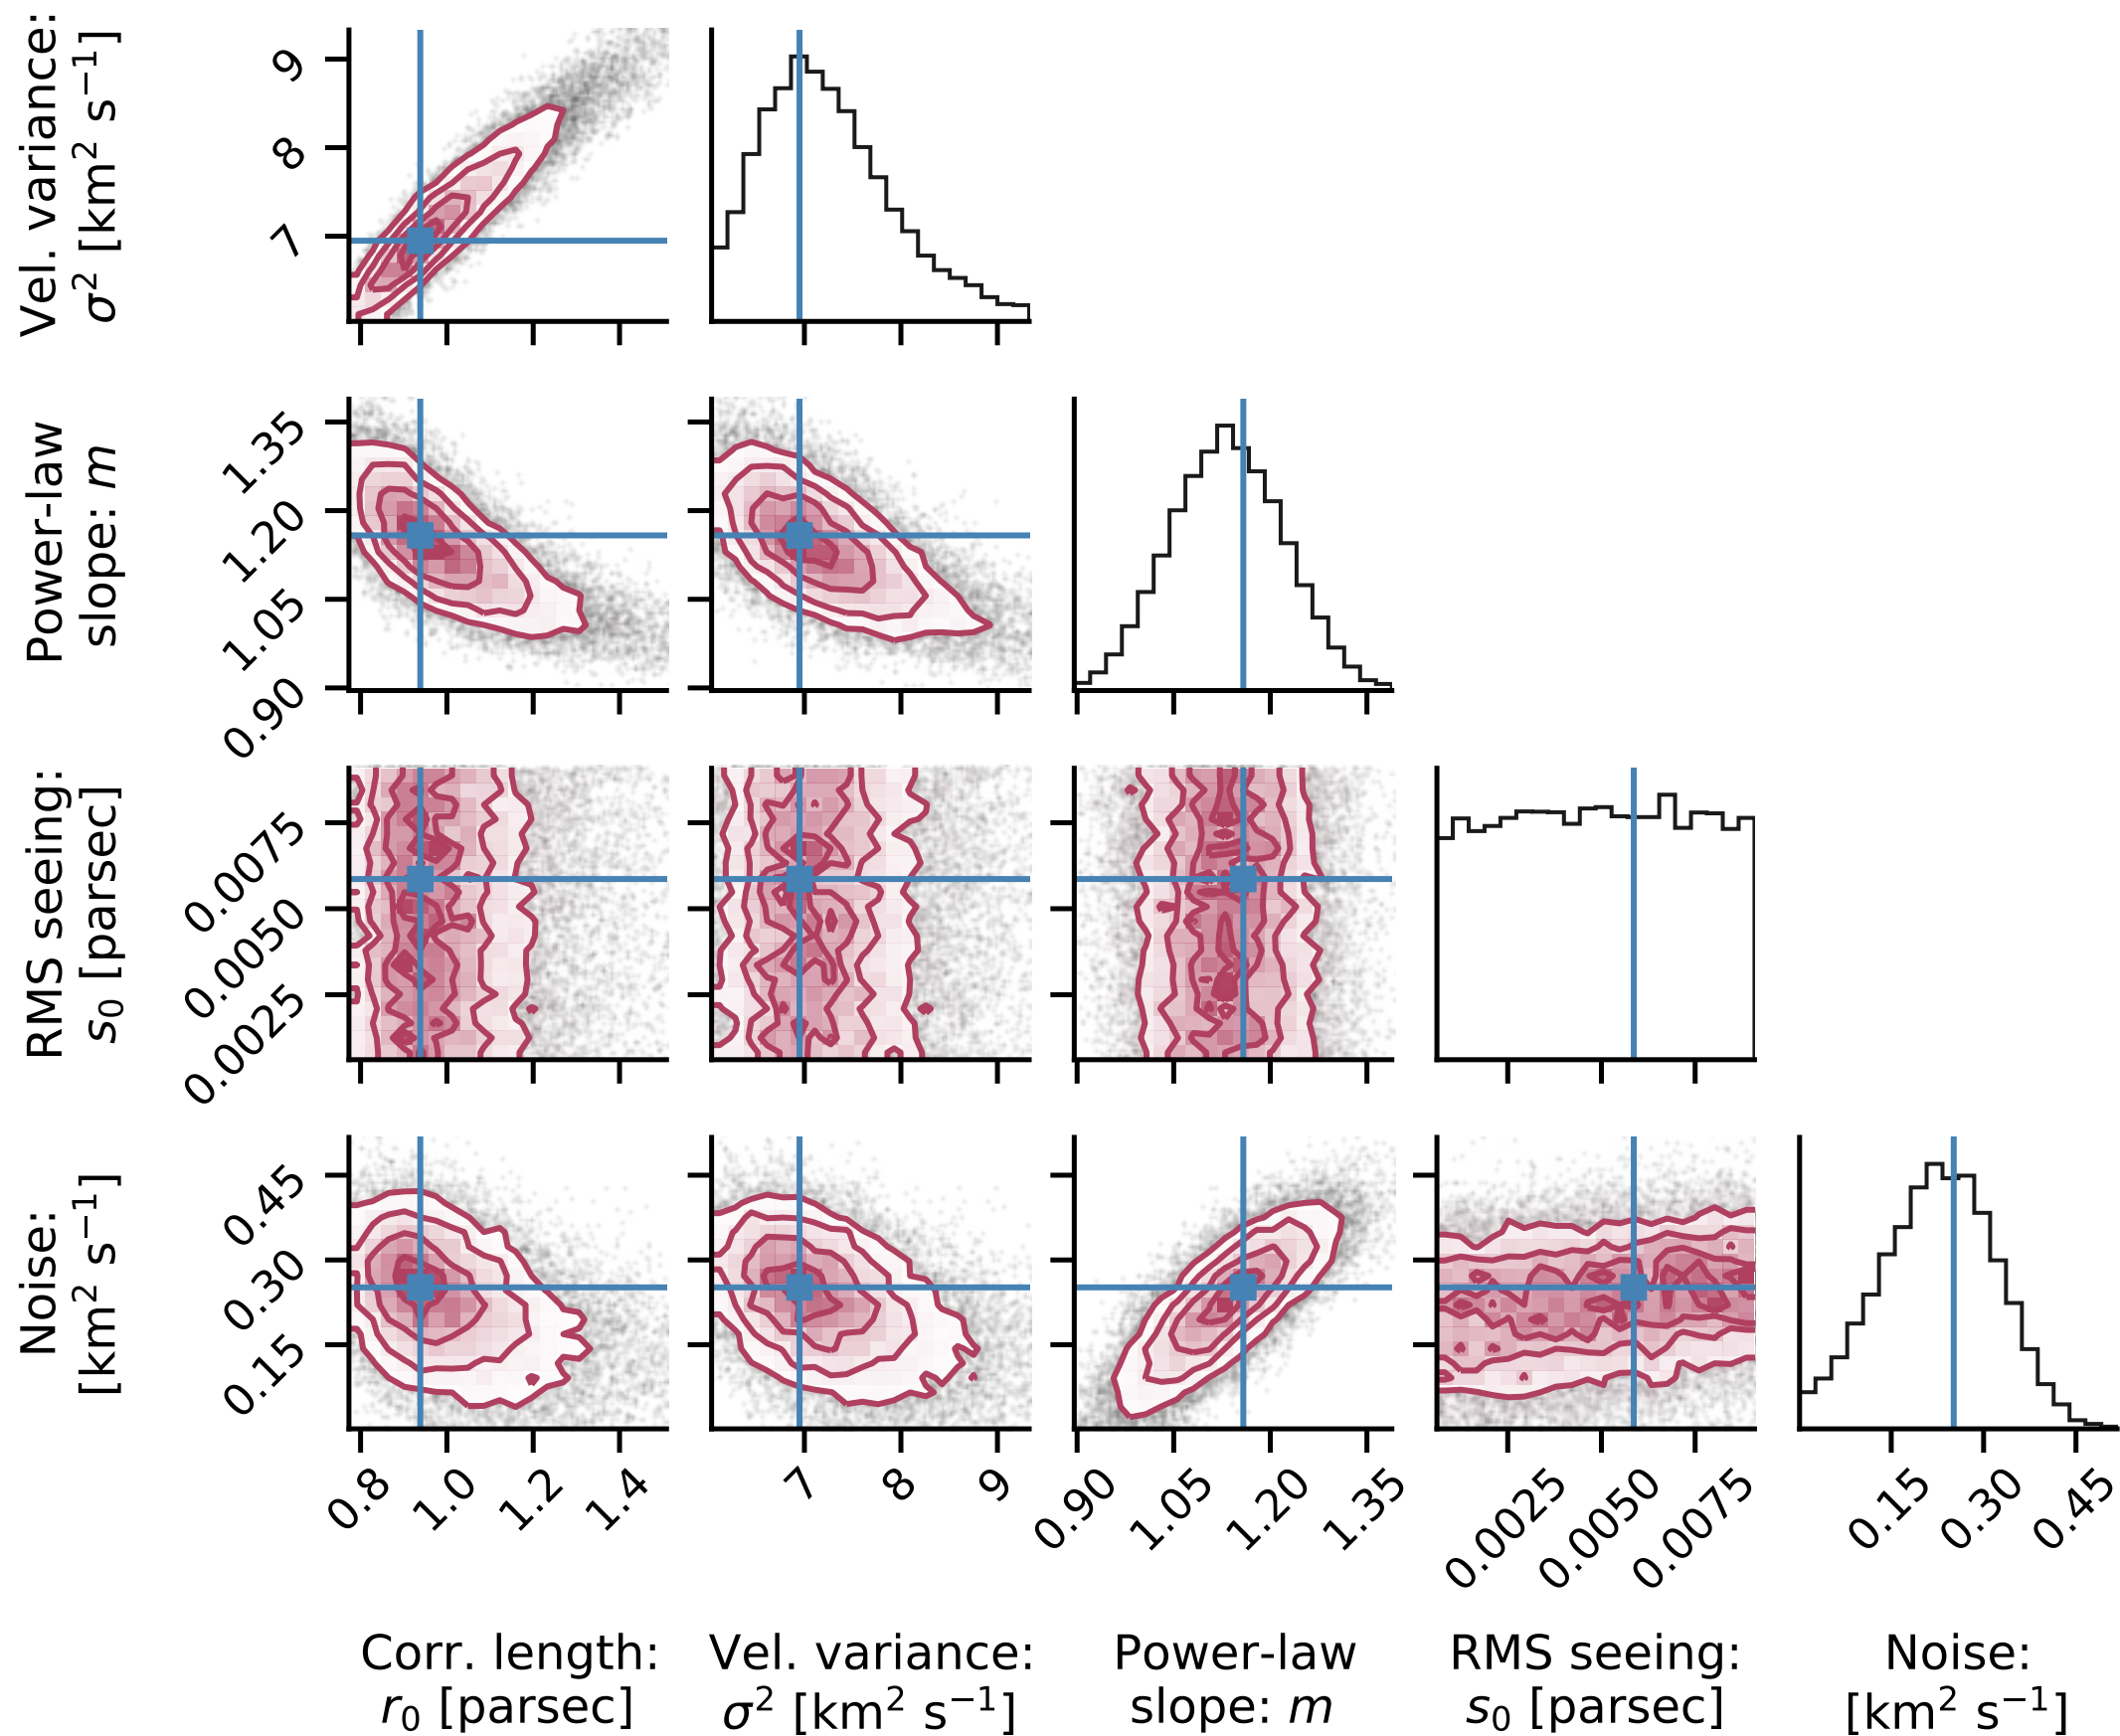 Vel. variance:
σ² [km² s⁻¹]
9
8
7
Power-law
slope: m
1.35
1.20
1.05
0.90
RMS seeing:
s₀ [parsec]
0.0075
0.0050
0.0025
Noise:
[km² s⁻¹]
0.45
0.30
0.15
0.8 1.0 1.2 1.4
7 8 9
0.90 1.05 1.20 1.35
0.0025 0.0050 0.0075
0.15 0.30 0.45
Corr. length:
r₀ [parsec]
Vel. variance:
σ² [km² s⁻¹]
Power-law
slope: m
RMS seeing:
s₀ [parsec]
Noise:
[km² s⁻¹]